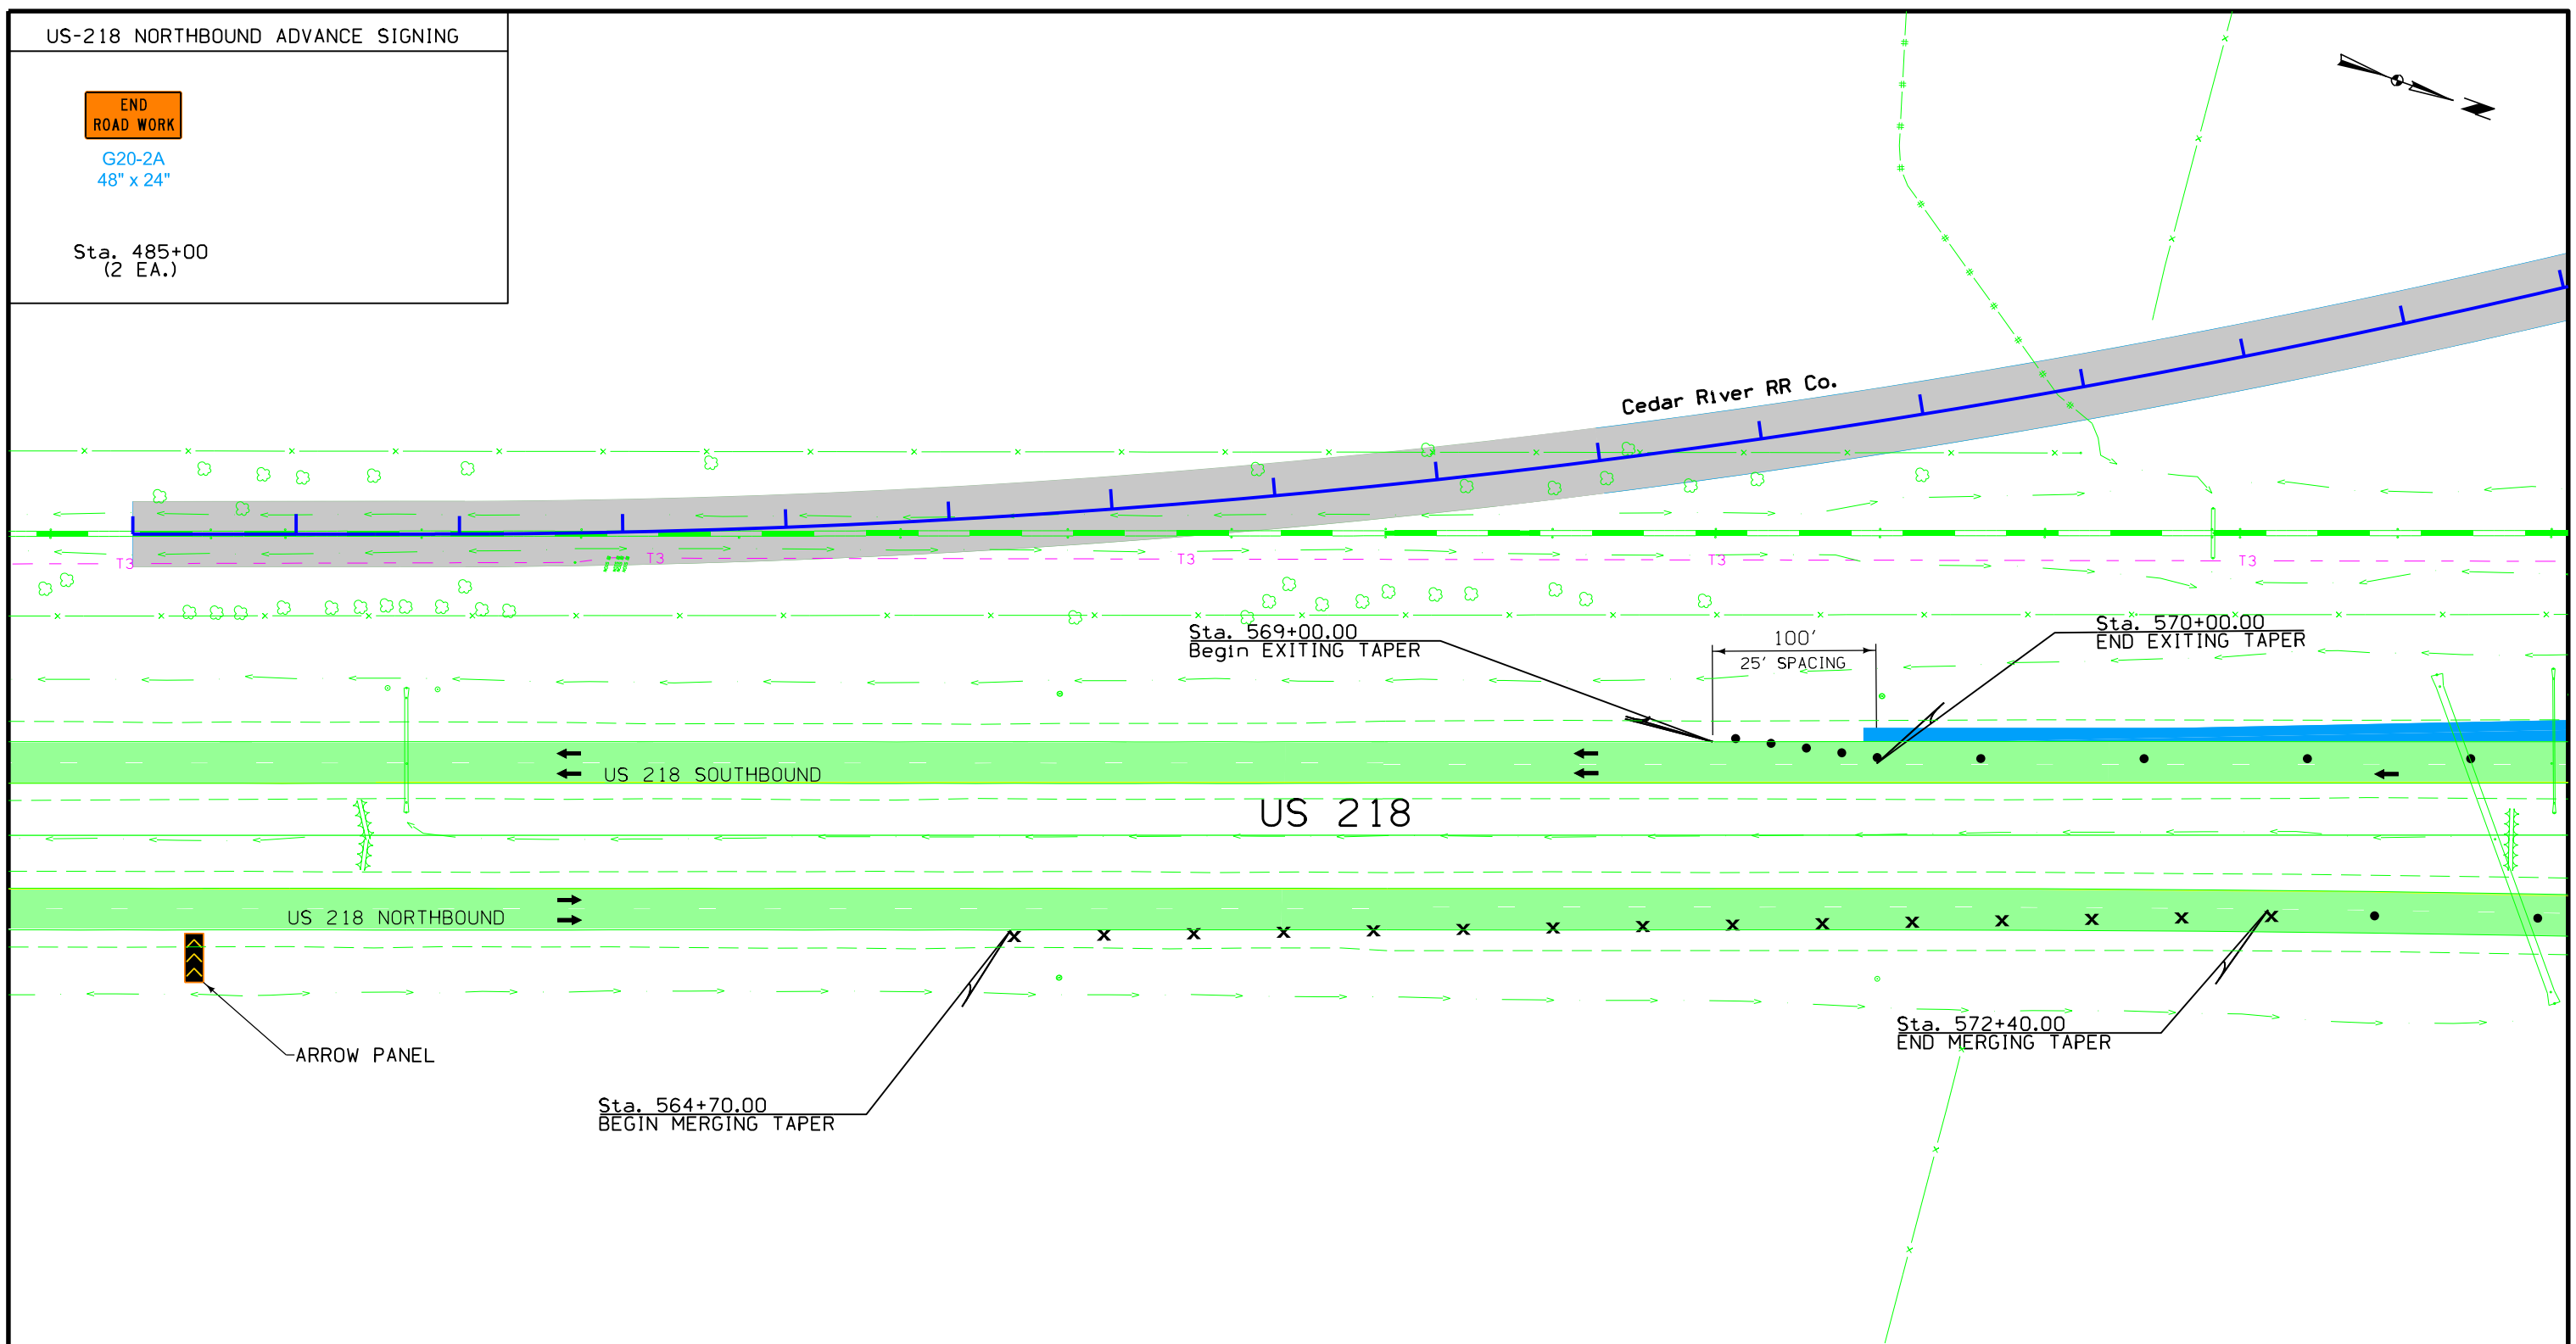 US-218 NORTHBOUND ADVANCE SIGNING
END
ROAD WORK
G20-2A
48" x 24"
Sta. 485+00
(2 EA.)
Cedar River RR Co.
T3
T3
T3
T3
T3
Sta. 569+00.00
Begin EXITING TAPER
100'
25' SPACING
Sta. 570+00.00
END EXITING TAPER
US 218 SOUTHBOUND
US 218
US 218 NORTHBOUND
ARROW PANEL
Sta. 564+70.00
BEGIN MERGING TAPER
Sta. 572+40.00
END MERGING TAPER